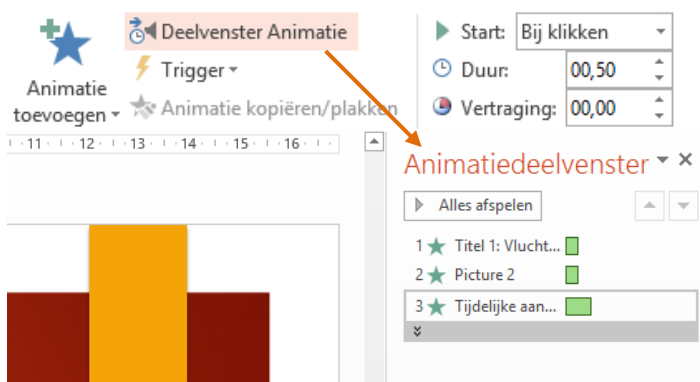 Animatie
toevoegen
Deelvenster Animatie
Trigger
Animatie kopiëren/plakken
Start: Bij klikken
Duur: 00,50
Vertraging: 00,00
11 12 13 14 15 16
Animatiedeelvenster
Alles afspelen
1 Titel 1: Vlucht...
2 Picture 2
3 Tijdelijke aan...